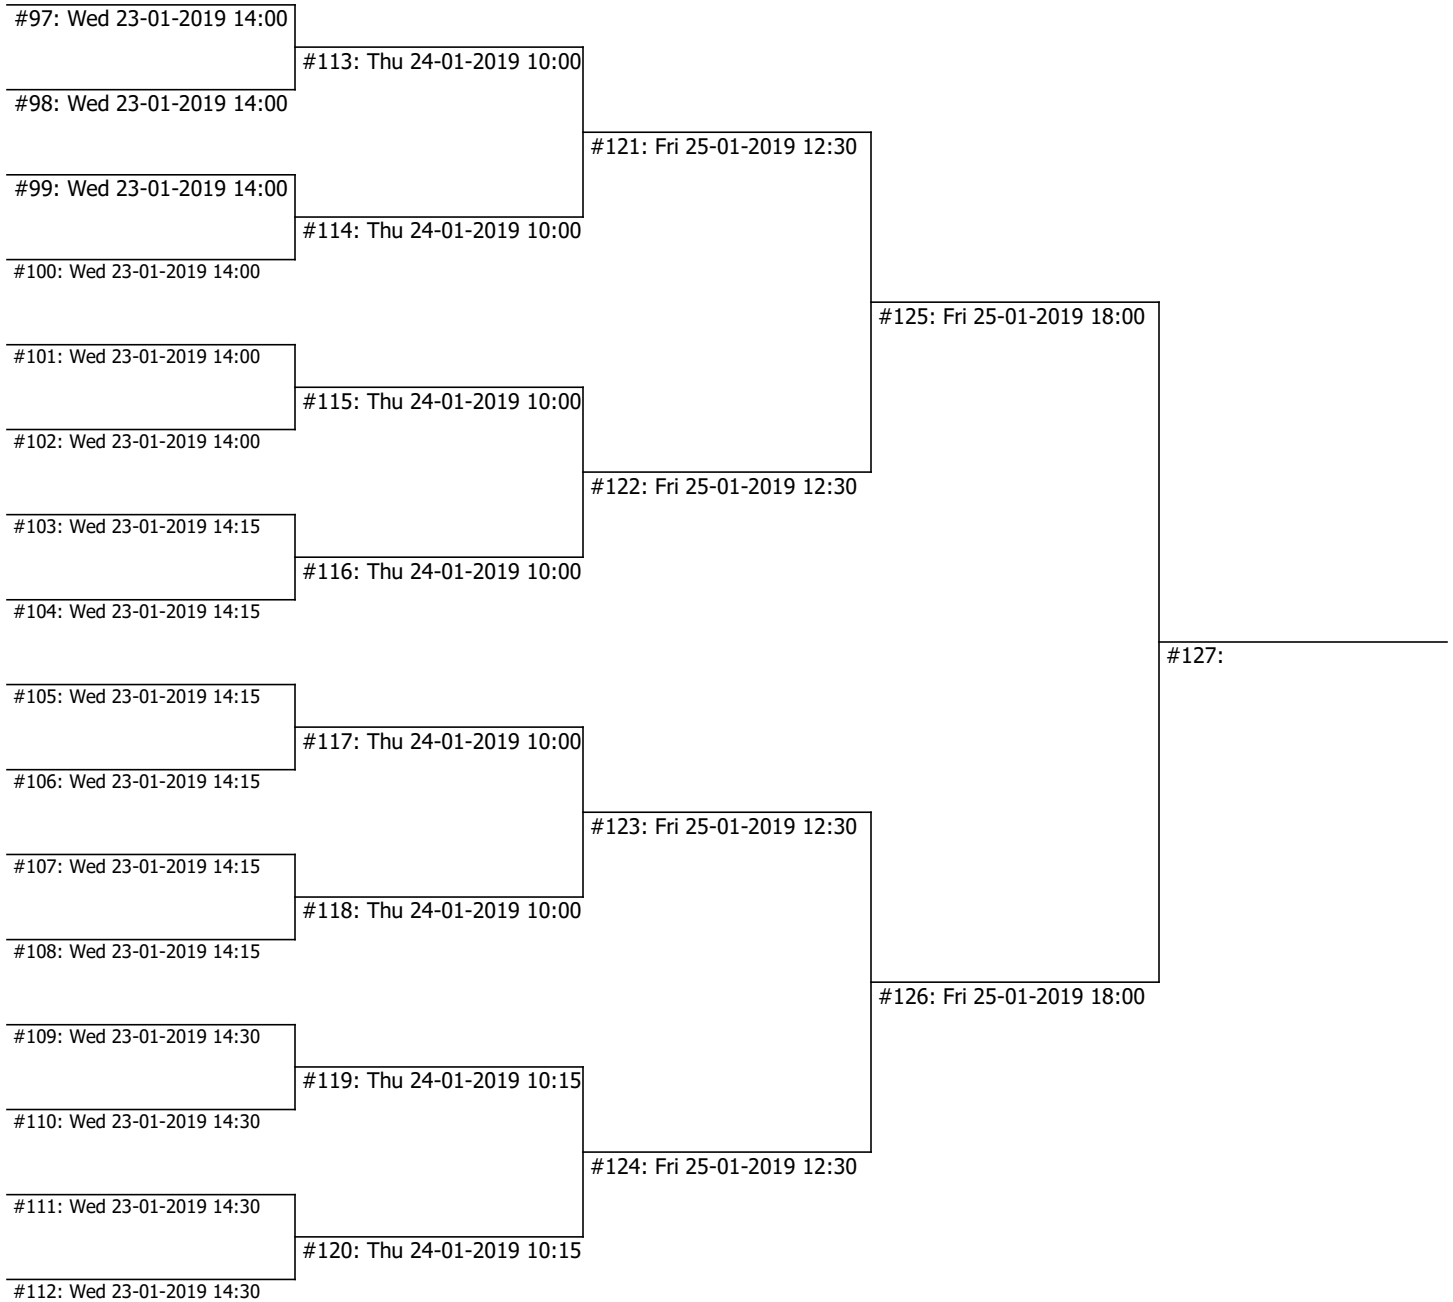 #97: Wed 23-01-2019 14:00
#113: Thu 24-01-2019 10:00
#98: Wed 23-01-2019 14:00
#121: Fri 25-01-2019 12:30
#99: Wed 23-01-2019 14:00
#114: Thu 24-01-2019 10:00
#100: Wed 23-01-2019 14:00
#125: Fri 25-01-2019 18:00
#101: Wed 23-01-2019 14:00
#115: Thu 24-01-2019 10:00
#102: Wed 23-01-2019 14:00
#122: Fri 25-01-2019 12:30
#103: Wed 23-01-2019 14:15
#116: Thu 24-01-2019 10:00
#104: Wed 23-01-2019 14:15
#127:
#105: Wed 23-01-2019 14:15
#117: Thu 24-01-2019 10:00
#106: Wed 23-01-2019 14:15
#123: Fri 25-01-2019 12:30
#107: Wed 23-01-2019 14:15
#118: Thu 24-01-2019 10:00
#108: Wed 23-01-2019 14:15
#126: Fri 25-01-2019 18:00
#109: Wed 23-01-2019 14:30
#119: Thu 24-01-2019 10:15
#110: Wed 23-01-2019 14:30
#124: Fri 25-01-2019 12:30
#111: Wed 23-01-2019 14:30
#120: Thu 24-01-2019 10:15
#112: Wed 23-01-2019 14:30